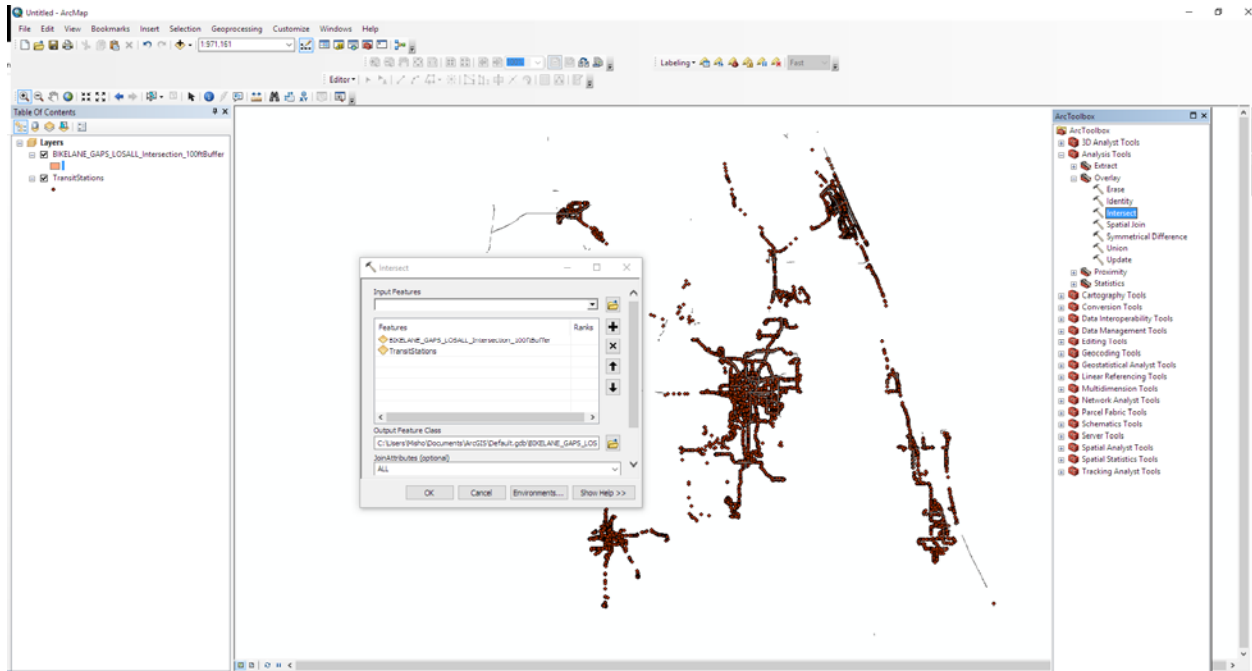 Untitled - ArcMap
File Edit View Bookmarks Insert Selection Geoprocessing Customize Windows Help
1:971,161
Labeling Fast
Editor
Table Of Contents
Layers
BIKELANE_GAPS_LOSALL_Intersection_100ftBuffer
TransitStations
Intersect
Input Features
Features Ranks
BIKELANE_GAPS_LOSALL_Intersection_100ftBuffer
TransitStations
Output Feature Class
C:\Users\Misho\Documents\ArcGIS\Default.gdb\BIKELANE_GAPS_LOS
JoinAttributes (optional)
ALL
OK Cancel Environments... Show Help >>
ArcToolbox
ArcToolbox
3D Analyst Tools
Analysis Tools
Extract
Overlay
Erase
Identity
Intersect
Spatial Join
Symmetrical Difference
Union
Update
Proximity
Statistics
Cartography Tools
Conversion Tools
Data Interoperability Tools
Data Management Tools
Editing Tools
Geocoding Tools
Geostatistical Analyst Tools
Linear Referencing Tools
Multidimension Tools
Network Analyst Tools
Parcel Fabric Tools
Schematics Tools
Server Tools
Spatial Analyst Tools
Spatial Statistics Tools
Tracking Analyst Tools